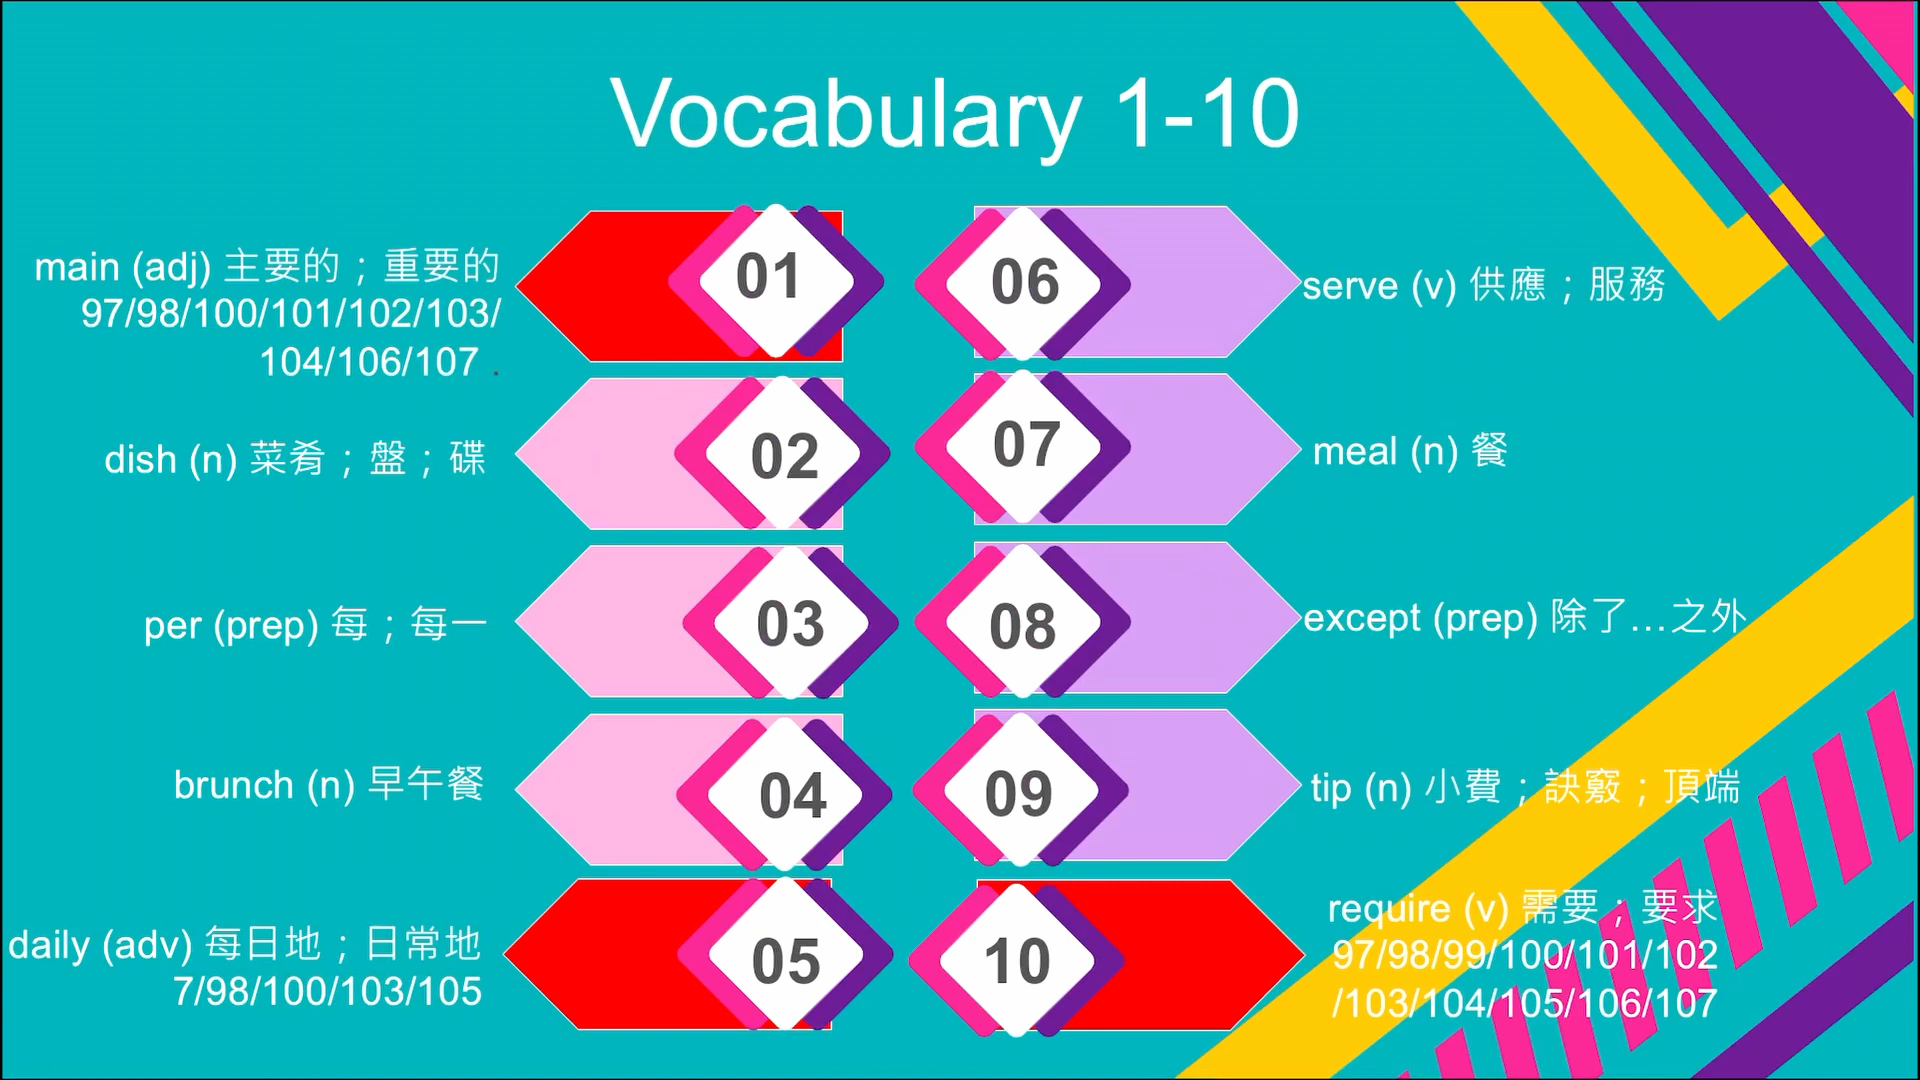 Vocabulary 1-10
01
main (adj) 主要的；重要的
97/98/100/101/102/103/
104/106/107 .
02
dish (n) 菜肴；盤；碟
03
per (prep) 每；每一
04
brunch (n) 早午餐
05
daily (adv) 每日地；日常地
7/98/100/103/105
06
serve (v) 供應；服務
07
meal (n) 餐
08
except (prep) 除了…之外
09
tip (n) 小費；訣竅；頂端
10
require (v) 需要；要求
97/98/99/100/101/102
/103/104/105/106/107